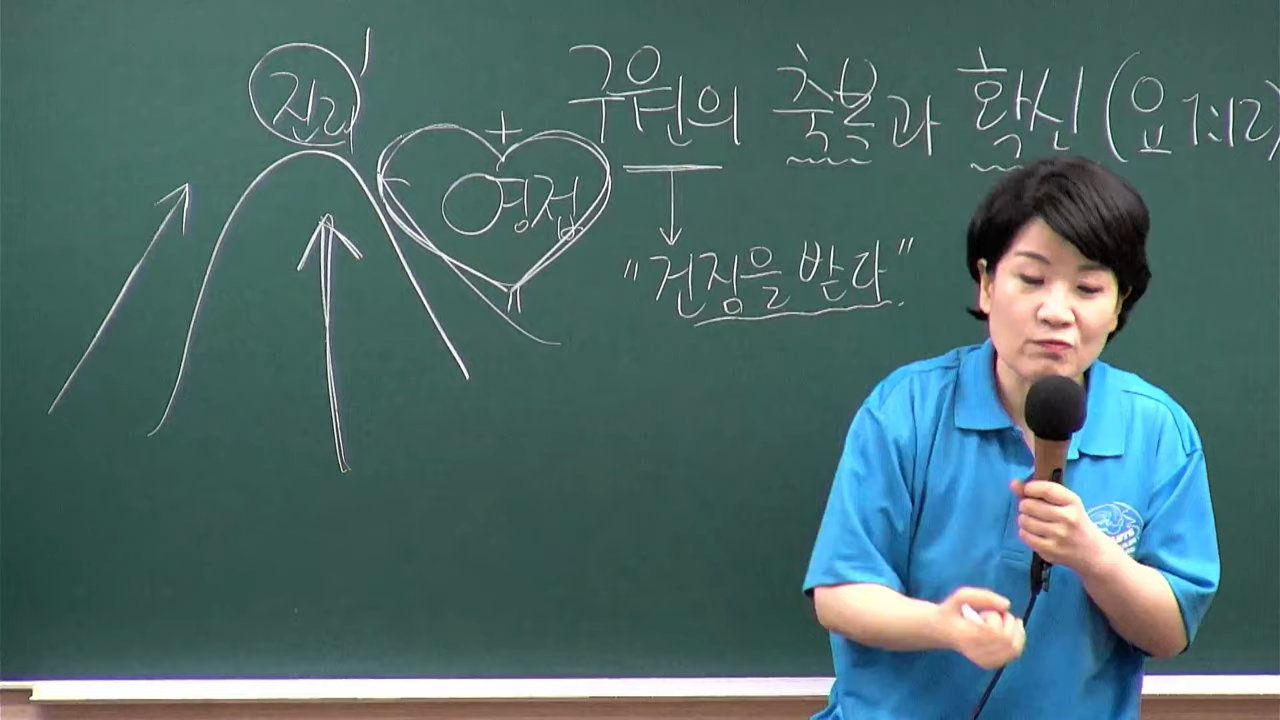 구원의 축복과 확신 (요 1:12)
진리
영접
"건짐을 받다."